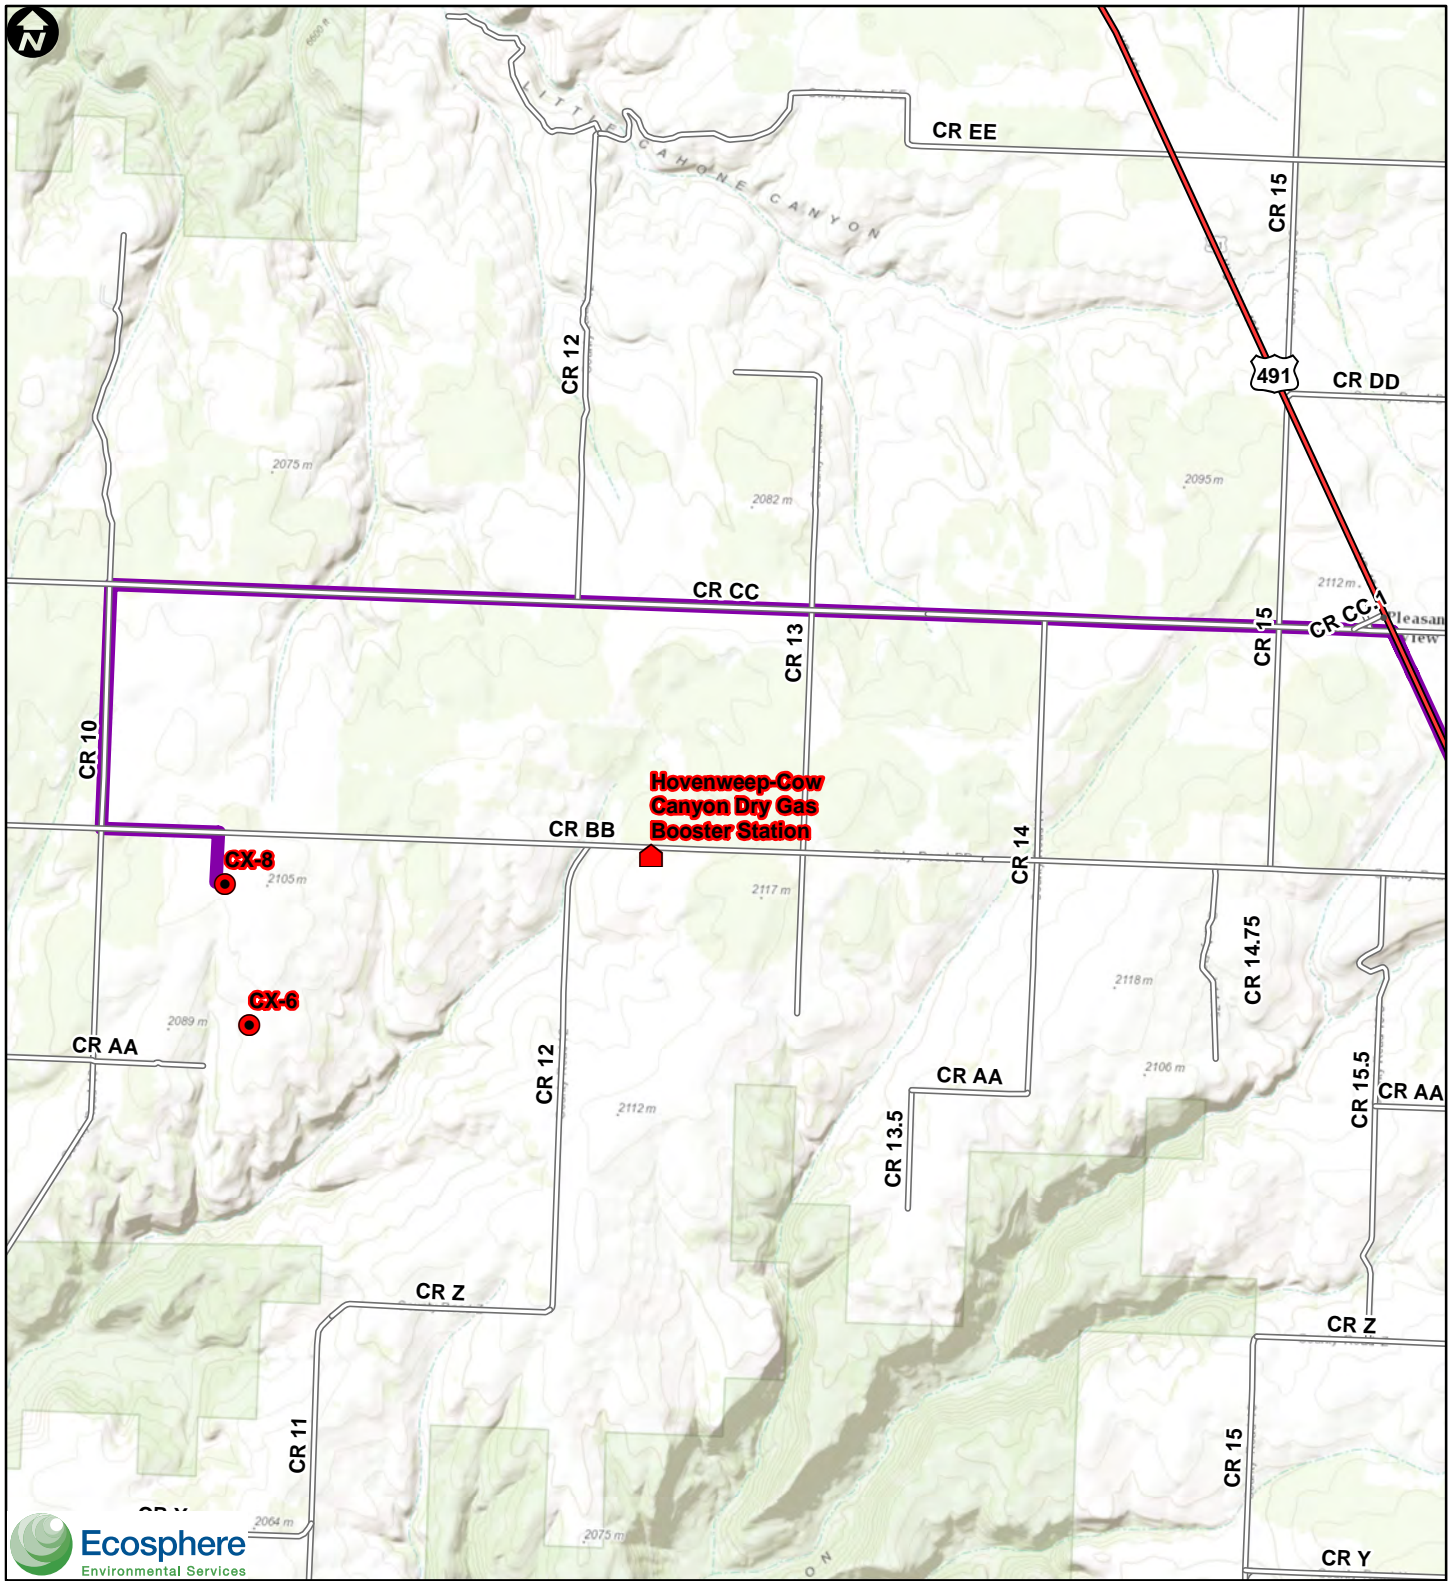 N
6600 ft
LITTLE CAHONE CANYON
CR EE
CR 15
CR 12
491
CR DD
2075 m
2082 m
2095 m
2112 m
CR CC
CR CC.1
CR 15
CR 13
CR 10
Hovenweep-Cow
Canyon Dry Gas
Booster Station
CR BB
CR 14
CX-8
2105 m
2117 m
CR 14.75
2118 m
CX-6
2089 m
CR AA
CR 12
CR AA
2106 m
CR 15.5
CR AA
2112 m
CR 13.5
CR Z
CR Z
CR 11
CR 15
2064 m
2075 m
CR Y
Ecosphere
Environmental Services